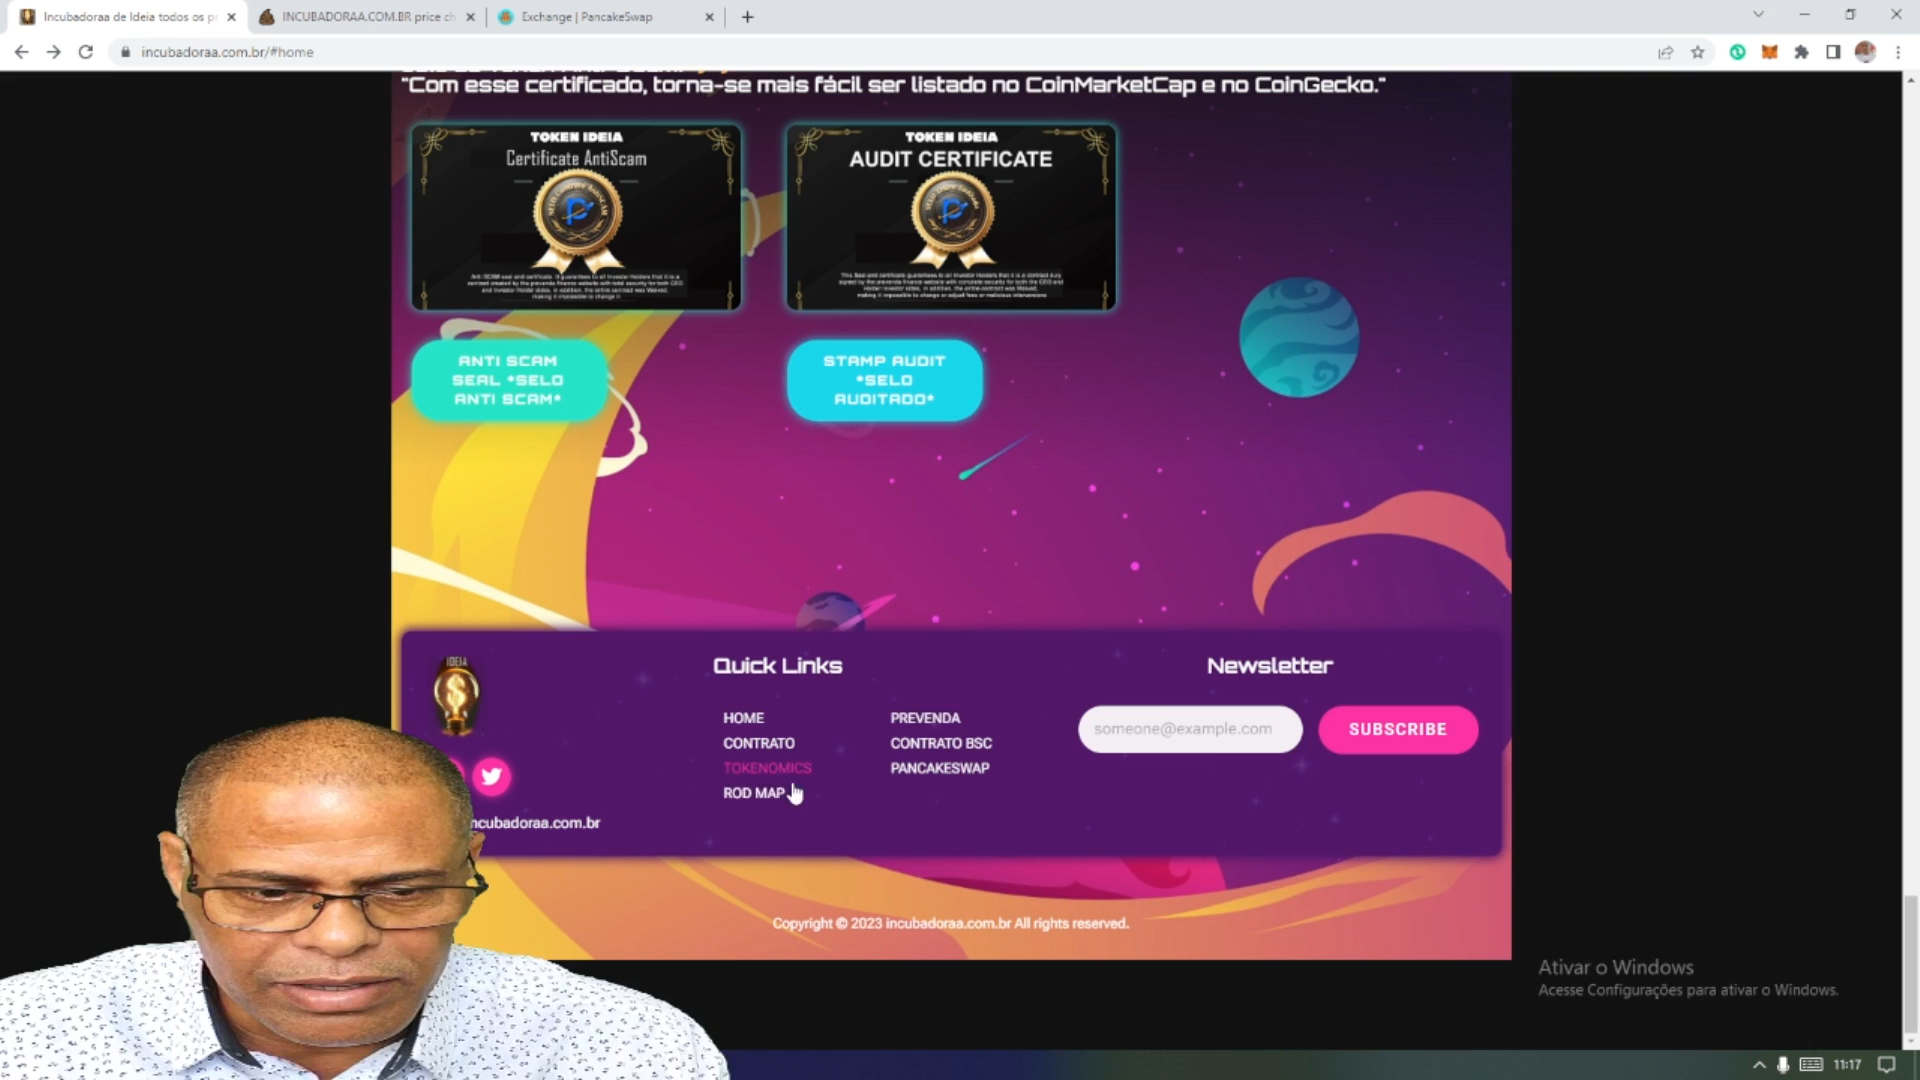 Incubadoraa de Ideia todos os pr
INCUBADORAA.COM.BR price ch
Exchange | PancakeSwap
incubadoraa.com.br/#home
"Com esse certificado, torna-se mais fácil ser listado no CoinMarketCap e no CoinGecko."
TOKEN IDEIA
Certificate AntiScam
TOKEN IDEIA
AUDIT CERTIFICATE
ANTI SCAM
SEAL *SELO
ANTI SCAM*
STAMP AUDIT
*SELO
AUDITADO*
IDEIA
Quick Links
Newsletter
HOME
CONTRATO
TOKENOMICS
ROD MAP
PREVENDA
CONTRATO BSC
PANCAKESWAP
someone@example.com
SUBSCRIBE
ncubadoraa.com.br
Copyright © 2023 incubadoraa.com.br All rights reserved.
Ativar o Windows
Acesse Configurações para ativar o Windows.
11:17